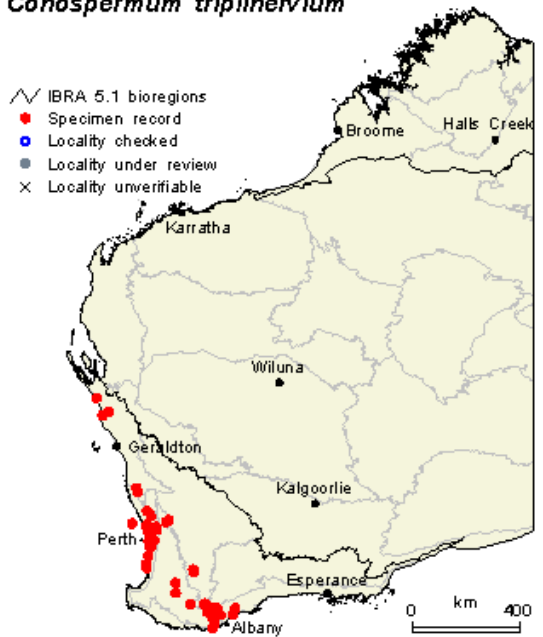 Conospermum triplinervium
IBRA 5.1 bioregions
Specimen record
Locality checked
Locality under review
Locality unverifiable
Broome
Halls Creek
Karratha
Wiluna
Geraldton
Kalgoorlie
Perth
Esperance
Albany
0 km 400